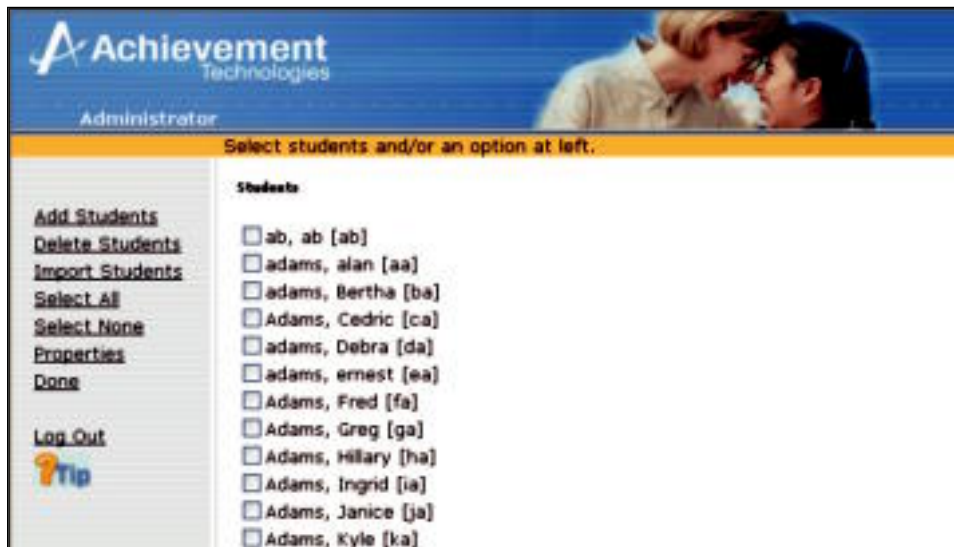 Achievement
Technologies
Administrator
Select students and/or an option at left.
Students
Add Students
Delete Students
Import Students
Select All
Select None
Properties
Done
Log Out
?Tip
ab, ab [ab]
adams, alan [aa]
adams, Bertha [ba]
Adams, Cedric [ca]
adams, Debra [da]
adams, ernest [ea]
Adams, Fred [fa]
Adams, Greg [ga]
Adams, Hillary [ha]
Adams, Ingrid [ia]
Adams, Janice [ja]
Adams, Kyle [ka]